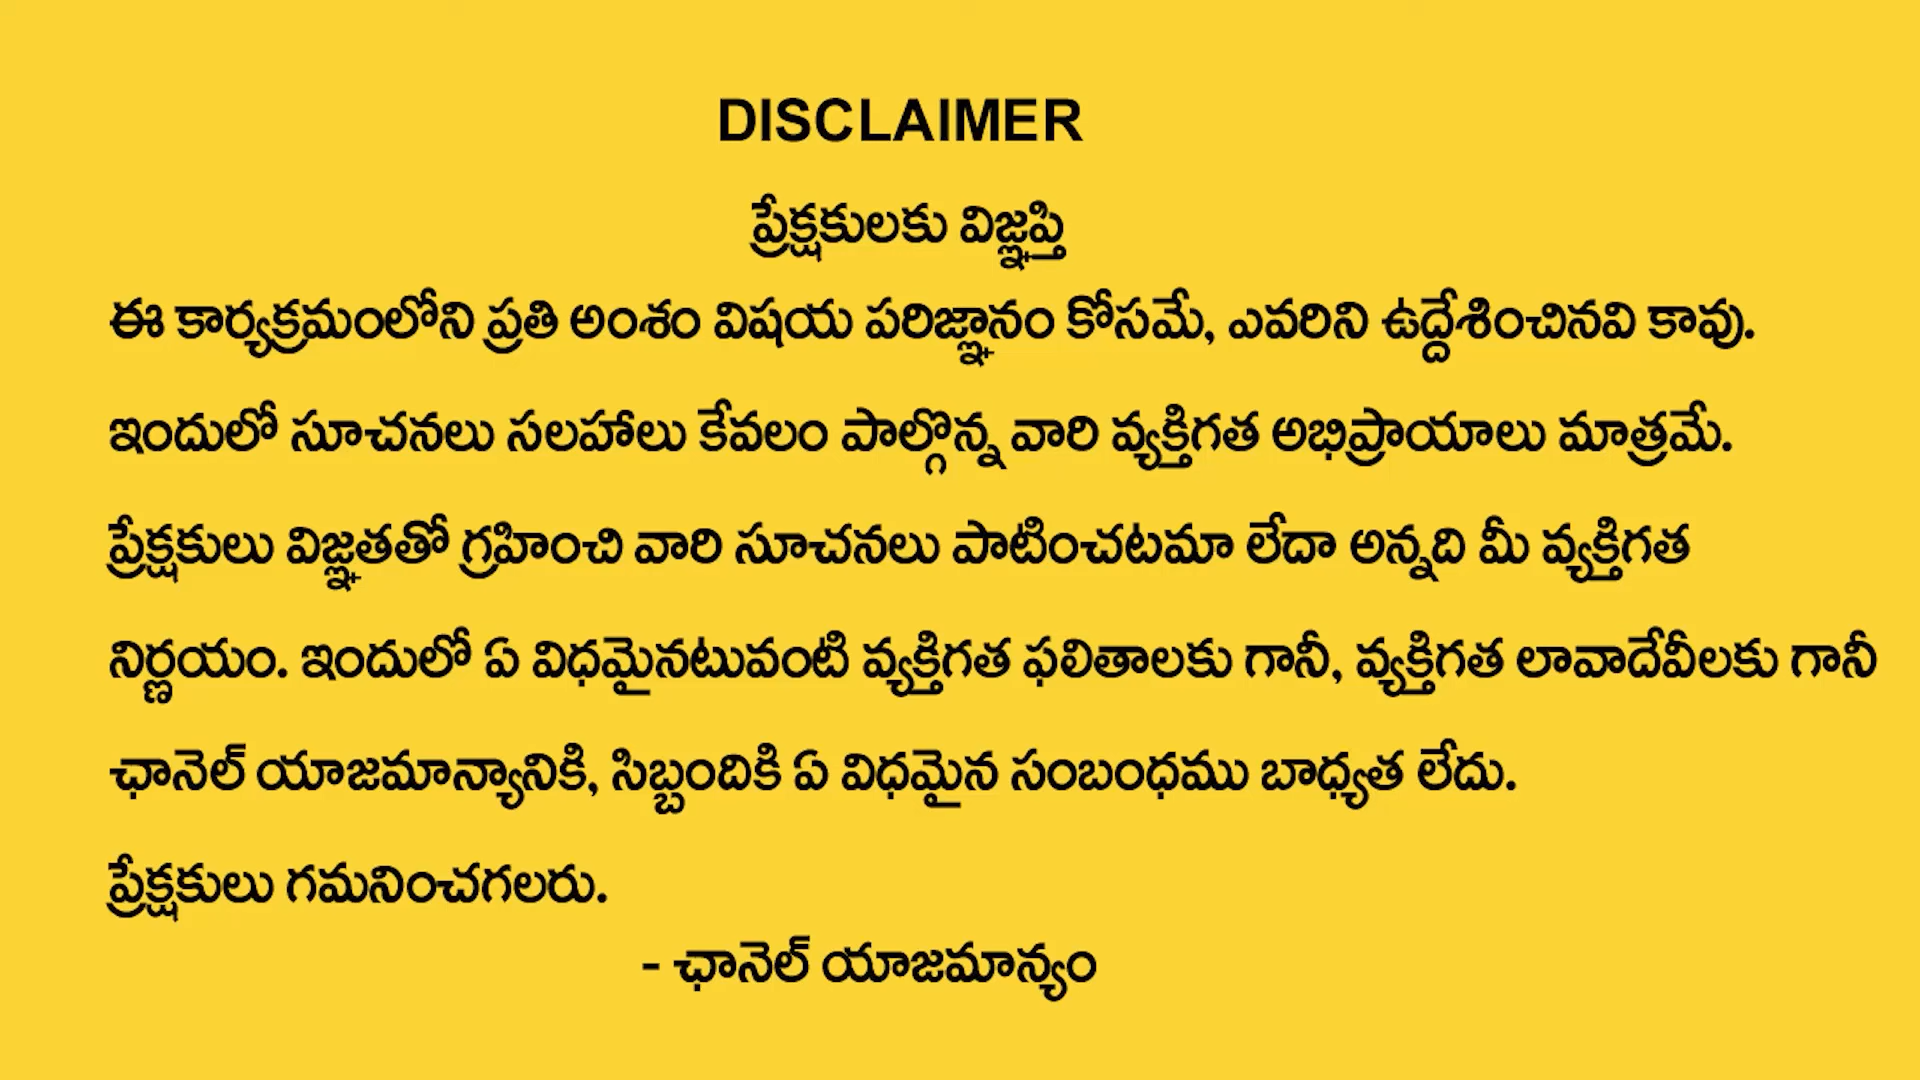 DISCLAIMER
ప్రేక్షకులకు విజ్ఞప్తి
ఈ కార్యక్రమంలోని ప్రతి అంశం విషయ పరిజ్ఞానం కోసమే, ఎవరిని ఉద్దేశించినవి కావు.
ఇందులో సూచనలు సలహాలు కేవలం పాల్గొన్న వారి వ్యక్తిగత అభిప్రాయాలు మాత్రమే.
ప్రేక్షకులు విజ్ఞతతో గ్రహించి వారి సూచనలు పాటించటమా లేదా అన్నది మీ వ్యక్తిగత
నిర్ణయం. ఇందులో ఏ విధమైనటువంటి వ్యక్తిగత ఫలితాలకు గానీ, వ్యక్తిగత లావాదేవీలకు గానీ
ఛానెల్ యాజమాన్యానికి, సిబ్బందికి ఏ విధమైన సంబంధము బాధ్యత లేదు.
ప్రేక్షకులు గమనించగలరు.
- ఛానెల్ యాజమాన్యం